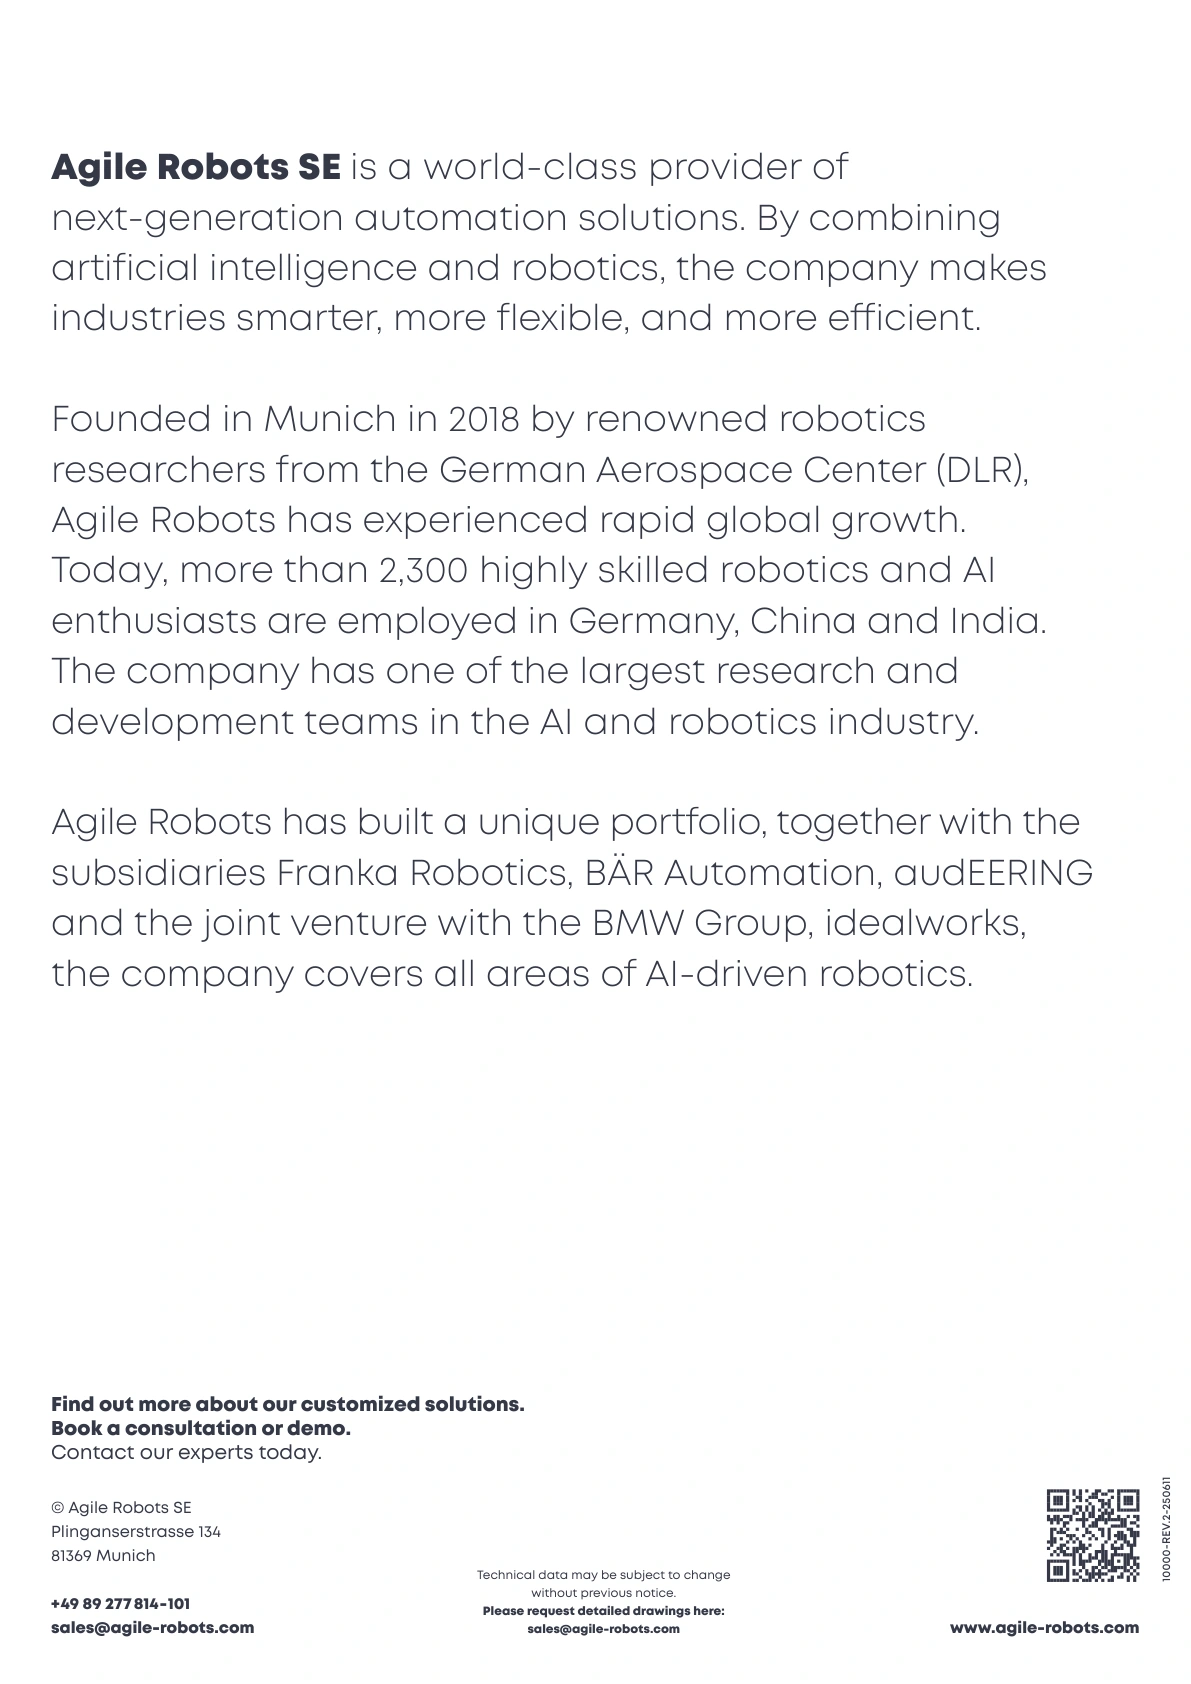 Agile Robots SE is a world-class provider of
next-generation automation solutions. By combining
artificial intelligence and robotics, the company makes
industries smarter, more flexible, and more efficient.
Founded in Munich in 2018 by renowned robotics
researchers from the German Aerospace Center (DLR),
Agile Robots has experienced rapid global growth.
Today, more than 2,300 highly skilled robotics and AI
enthusiasts are employed in Germany, China and India.
The company has one of the largest research and
development teams in the AI and robotics industry.
Agile Robots has built a unique portfolio, together with the
subsidiaries Franka Robotics, BÄR Automation, audEERING
and the joint venture with the BMW Group, idealworks,
the company covers all areas of AI-driven robotics.
Find out more about our customized solutions.
Book a consultation or demo.
Contact our experts today.
© Agile Robots SE
Plinganserstrasse 134
81369 Munich
+49 89 277 814-101
sales@agile-robots.com
Technical data may be subject to change
without previous notice.
Please request detailed drawings here:
sales@agile-robots.com
www.agile-robots.com
10000-REV.2-250611